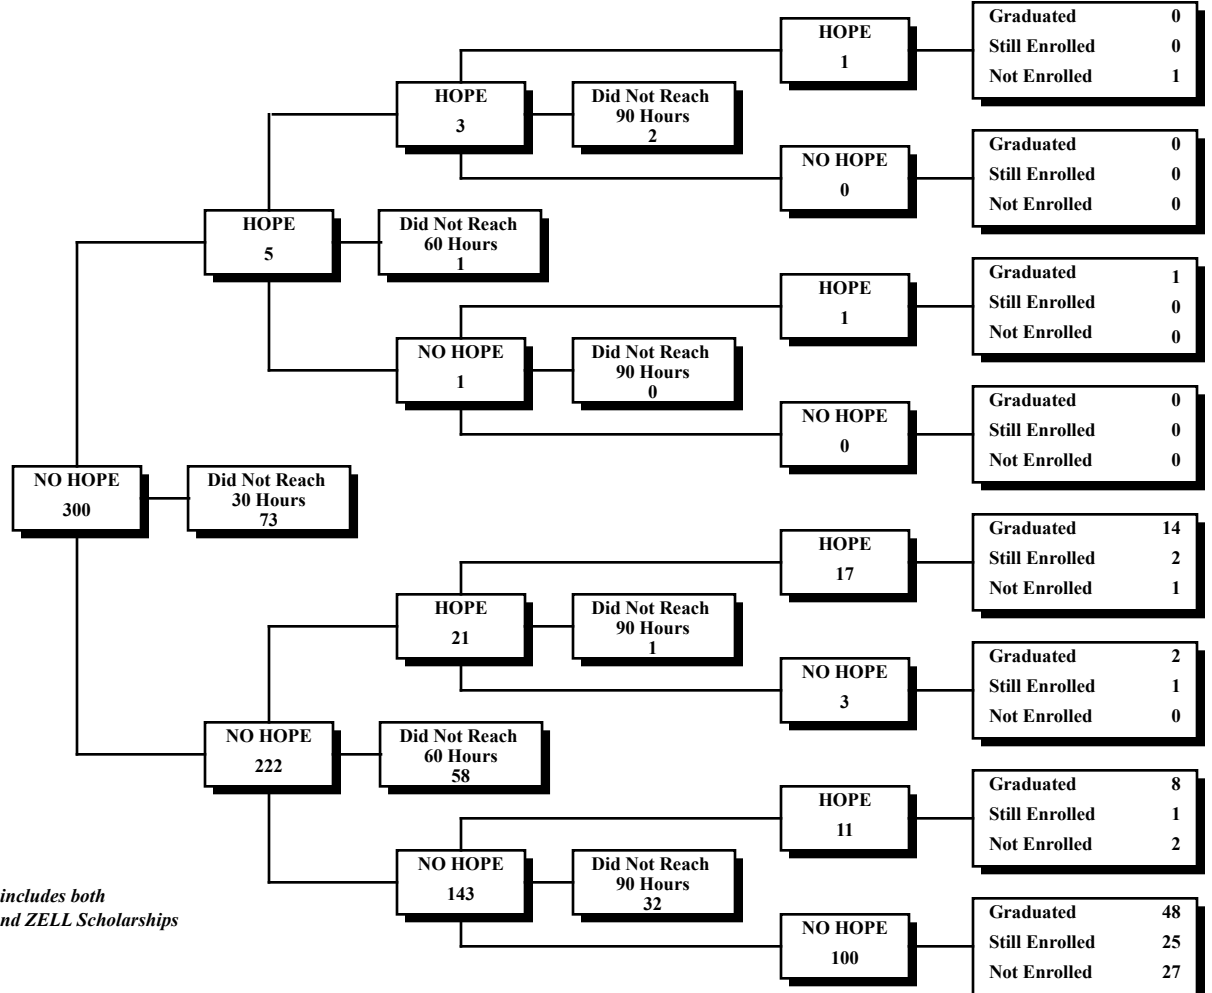 HOPE
1
Graduated 0
Still Enrolled 0
Not Enrolled 1
HOPE
3
Did Not Reach
90 Hours
2
NO HOPE
0
Graduated 0
Still Enrolled 0
Not Enrolled 0
HOPE
5
Did Not Reach
60 Hours
1
HOPE
1
Graduated 1
Still Enrolled 0
Not Enrolled 0
NO HOPE
1
Did Not Reach
90 Hours
0
NO HOPE
0
Graduated 0
Still Enrolled 0
Not Enrolled 0
NO HOPE
300
Did Not Reach
30 Hours
73
HOPE
17
Graduated 14
Still Enrolled 2
Not Enrolled 1
HOPE
21
Did Not Reach
90 Hours
1
NO HOPE
3
Graduated 2
Still Enrolled 1
Not Enrolled 0
NO HOPE
222
Did Not Reach
60 Hours
58
HOPE
11
Graduated 8
Still Enrolled 1
Not Enrolled 2
NO HOPE
143
Did Not Reach
90 Hours
32
NO HOPE
100
Graduated 48
Still Enrolled 25
Not Enrolled 27
includes both
nd ZELL Scholarships